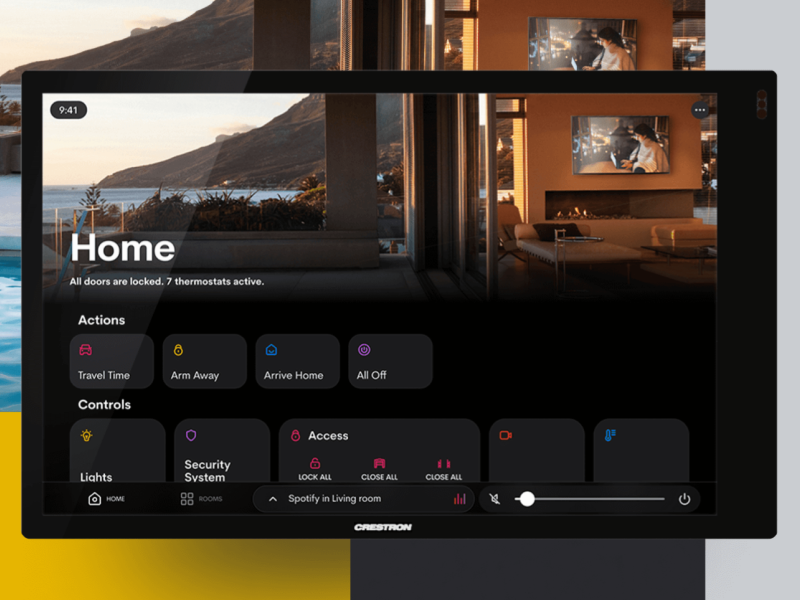 9:41
Home
All doors are locked. 7 thermostats active.
Actions
Travel Time
Arm Away
Arrive Home
All Off
Controls
Lights
Security
System
Access
LOCK ALL
CLOSE ALL
CLOSE ALL
HOME
ROOMS
Spotify in Living room
CRESTRON